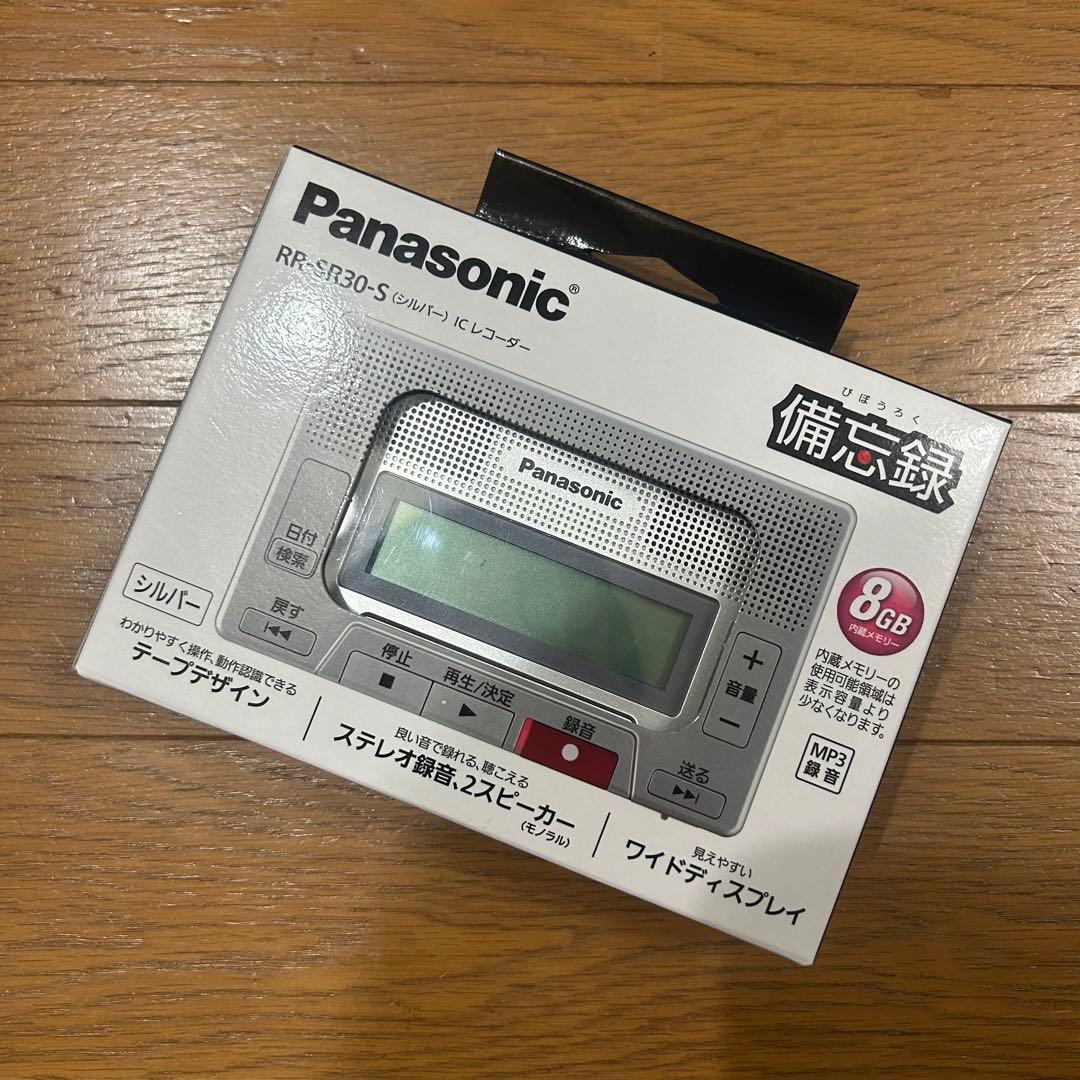 Panasonic®
RR-SR30-S (シルバー) ICレコーダー
びぼうろく
備忘録
Panasonic
日付
検索
8GB
内蔵メモリー
内蔵メモリーの
使用可能領域は
表示容量より
少なくなります。
MP3
録音
シルバー
戻す
停止
再生/決定
録音
+
音量
−
送る
わかりやすく操作、動作認識できる
テープデザイン
良い音で録れる、聴こえる
ステレオ録音、2スピーカー
(モノラル)
見えやすい
ワイドディスプレイ